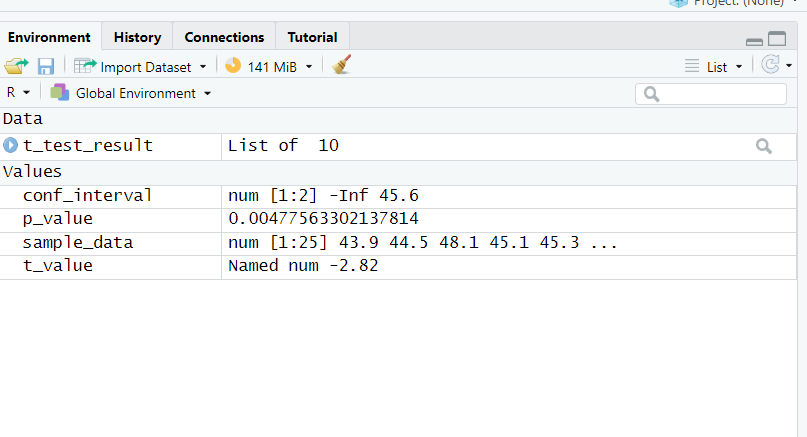 Project: (None)
Environment History Connections Tutorial
Import Dataset 141 MiB List
R Global Environment
Data
t_test_result List of 10
Values
conf_interval num [1:2] -Inf 45.6
p_value 0.00477563302137814
sample_data num [1:25] 43.9 44.5 48.1 45.1 45.3 ...
t_value Named num -2.82